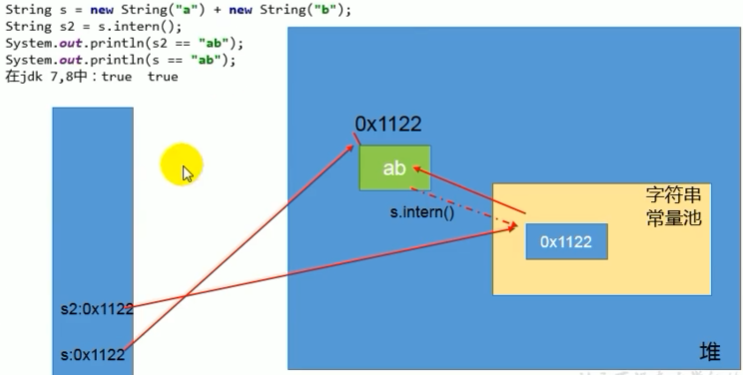 String s = new String("a") + new String("b");
String s2 = s.intern();
System.out.println(s2 == "ab");
System.out.println(s == "ab");
在jdk 7,8中：true  true
0x1122
ab
s.intern()
字符串
常量池
0x1122
s2:0x1122
s:0x1122
堆